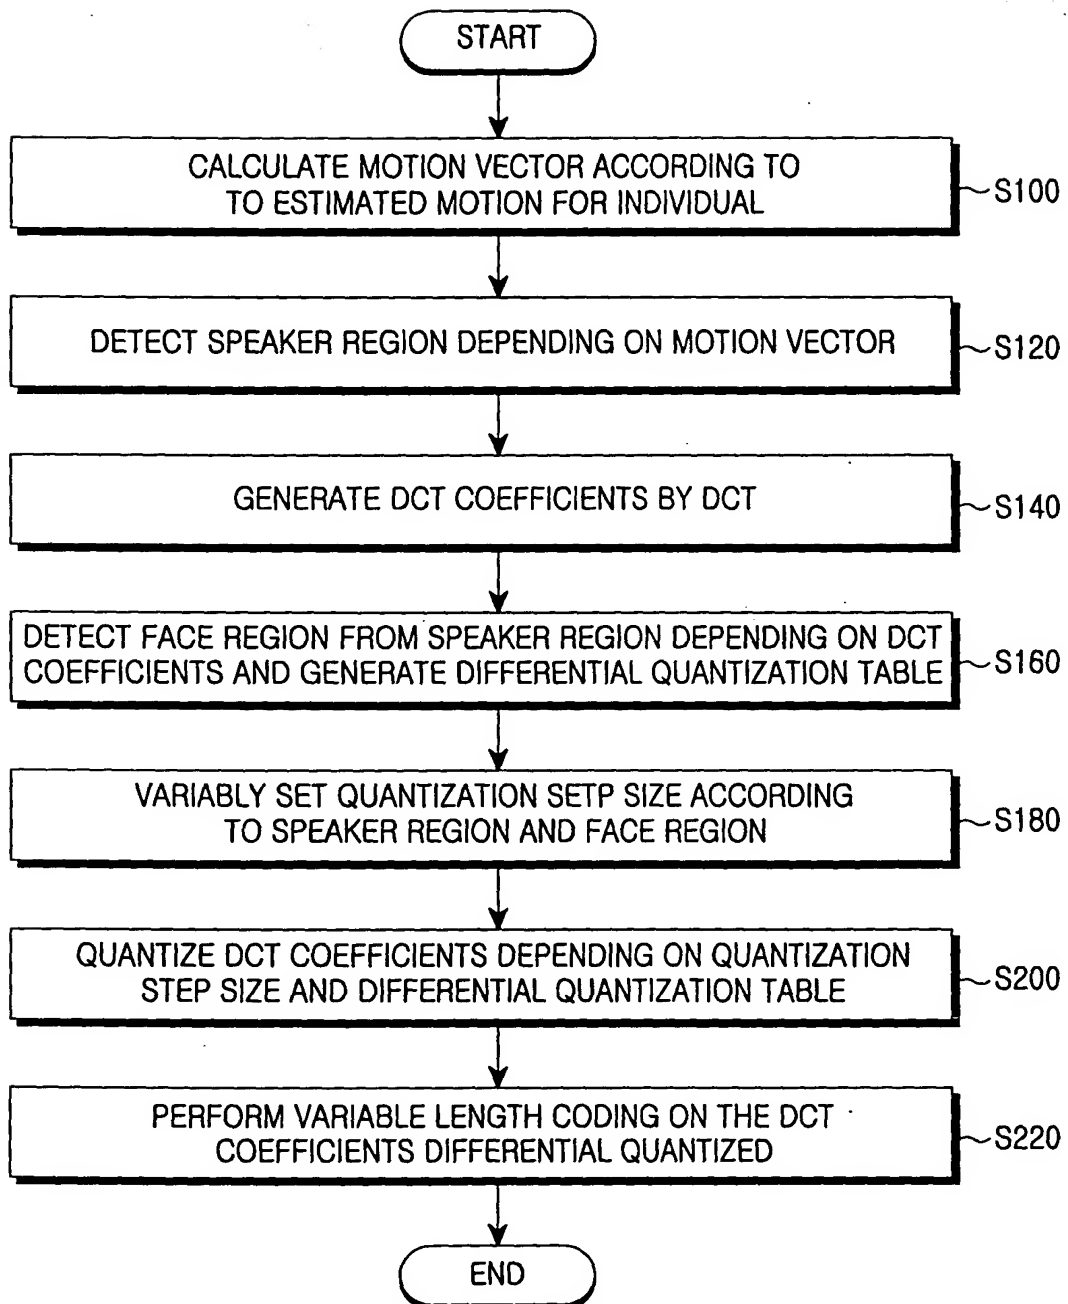 START
CALCULATE MOTION VECTOR ACCORDING TO
TO ESTIMATED MOTION FOR INDIVIDUAL
S100
DETECT SPEAKER REGION DEPENDING ON MOTION VECTOR
S120
GENERATE DCT COEFFICIENTS BY DCT
S140
DETECT FACE REGION FROM SPEAKER REGION DEPENDING ON DCT
COEFFICIENTS AND GENERATE DIFFERENTIAL QUANTIZATION TABLE
S160
VARIABLY SET QUANTIZATION SETP SIZE ACCORDING
TO SPEAKER REGION AND FACE REGION
S180
QUANTIZE DCT COEFFICIENTS DEPENDING ON QUANTIZATION
STEP SIZE AND DIFFERENTIAL QUANTIZATION TABLE
S200
PERFORM VARIABLE LENGTH CODING ON THE DCT
COEFFICIENTS DIFFERENTIAL QUANTIZED
S220
END